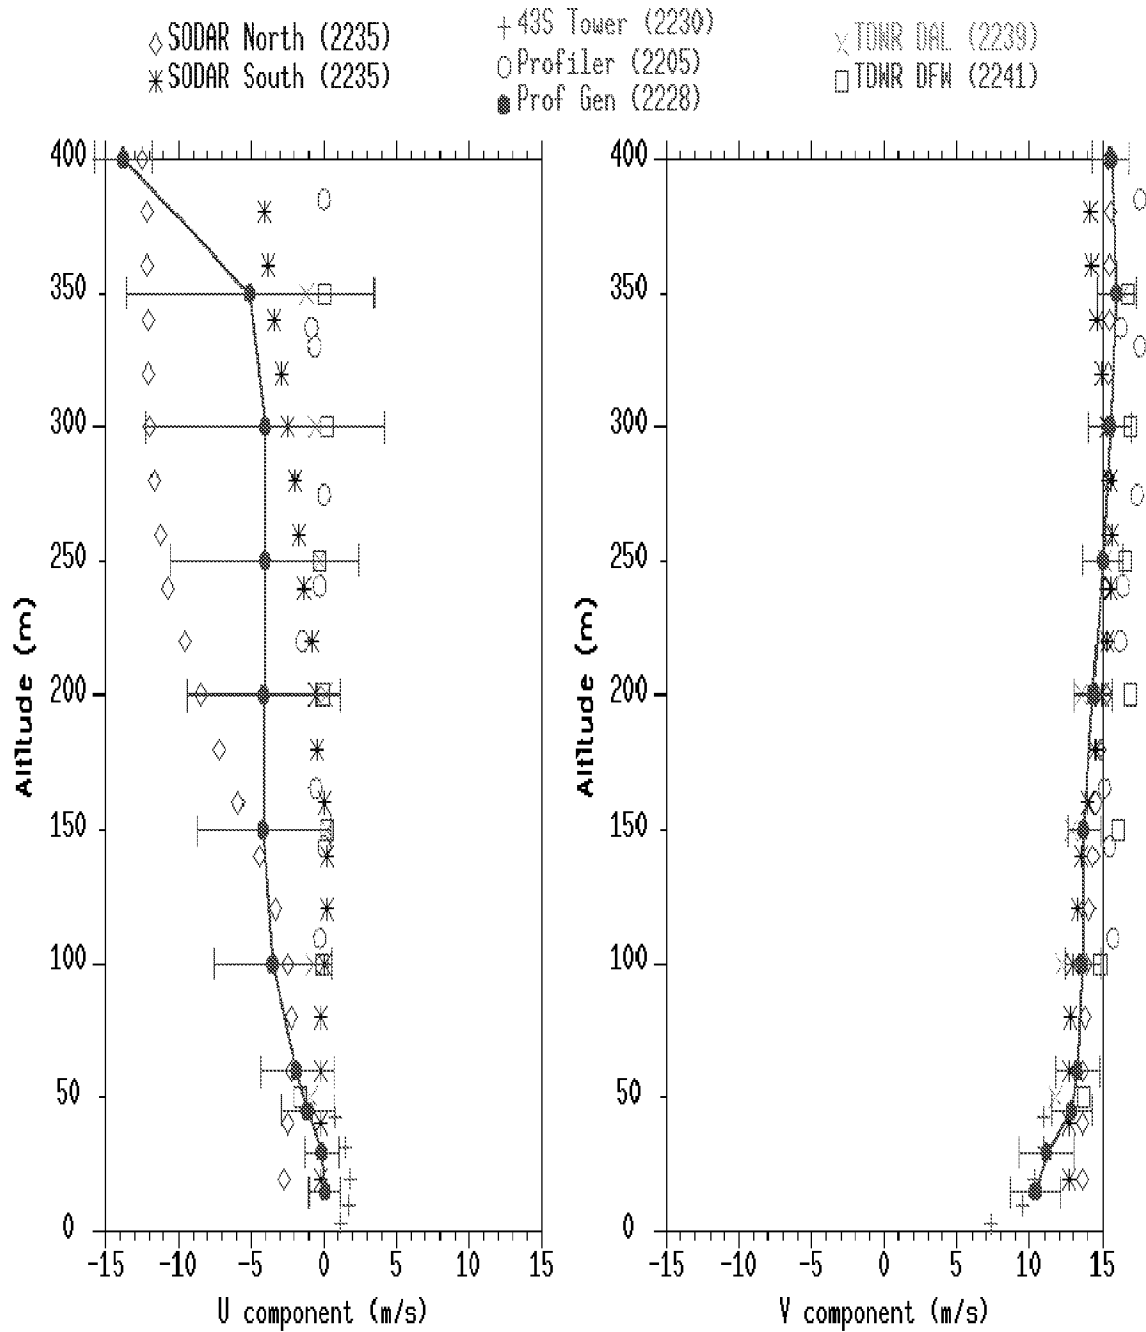 SODAR North (2235)
SODAR South (2235)
43S Tower (2230)
Profiler (2205)
Prof Gen (2228)
TDWR DAL (2239)
TDWR DFW (2241)
400
350
300
250
200
150
100
50
0
Altitude (m)
-15 -10 -5 0 5 10 15
U component (m/s)
400
350
300
250
200
150
100
50
0
Altitude (m)
-15 -10 -5 0 5 10 15
V component (m/s)